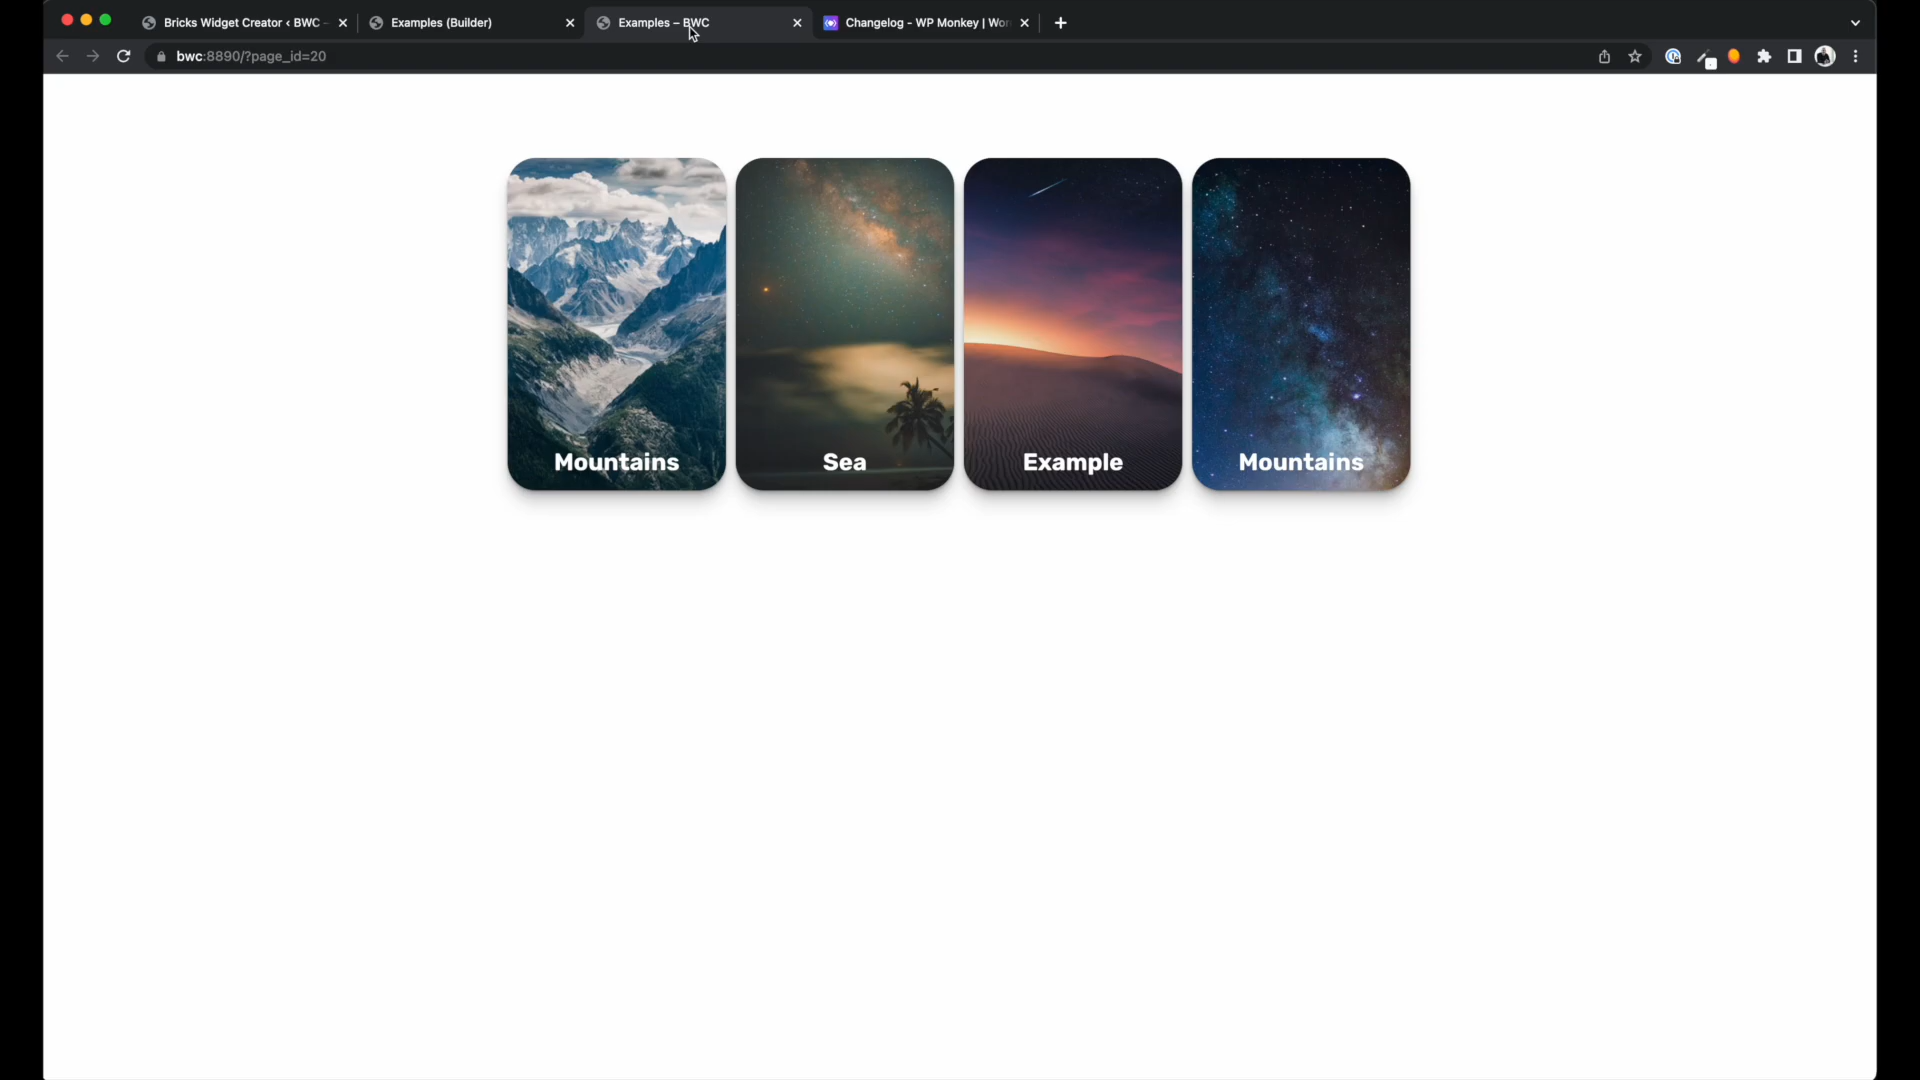 Bricks Widget Creator ‹ BWC –
Examples (Builder)
Examples – BWC
Changelog - WP Monkey | Wor
bwc:8890/?page_id=20
Mountains
Sea
Example
Mountains